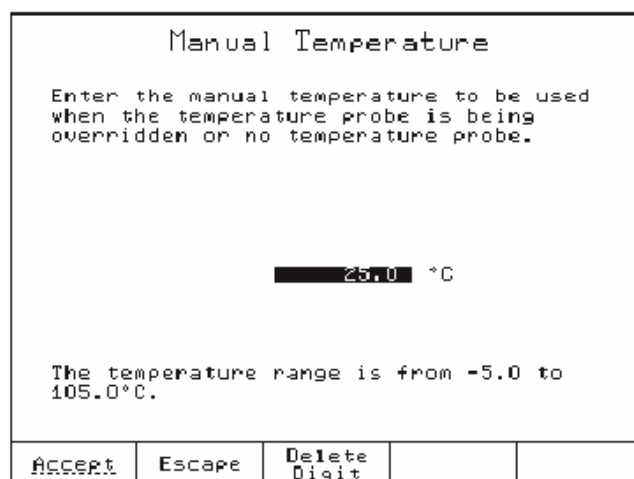 Manual Temperature
Enter the manual temperature to be used
when the temperature probe is being
overridden or no temperature probe.
25.0 °C
The temperature range is from -5.0 to
105.0°C.
Accept
Escape
Delete
Digit